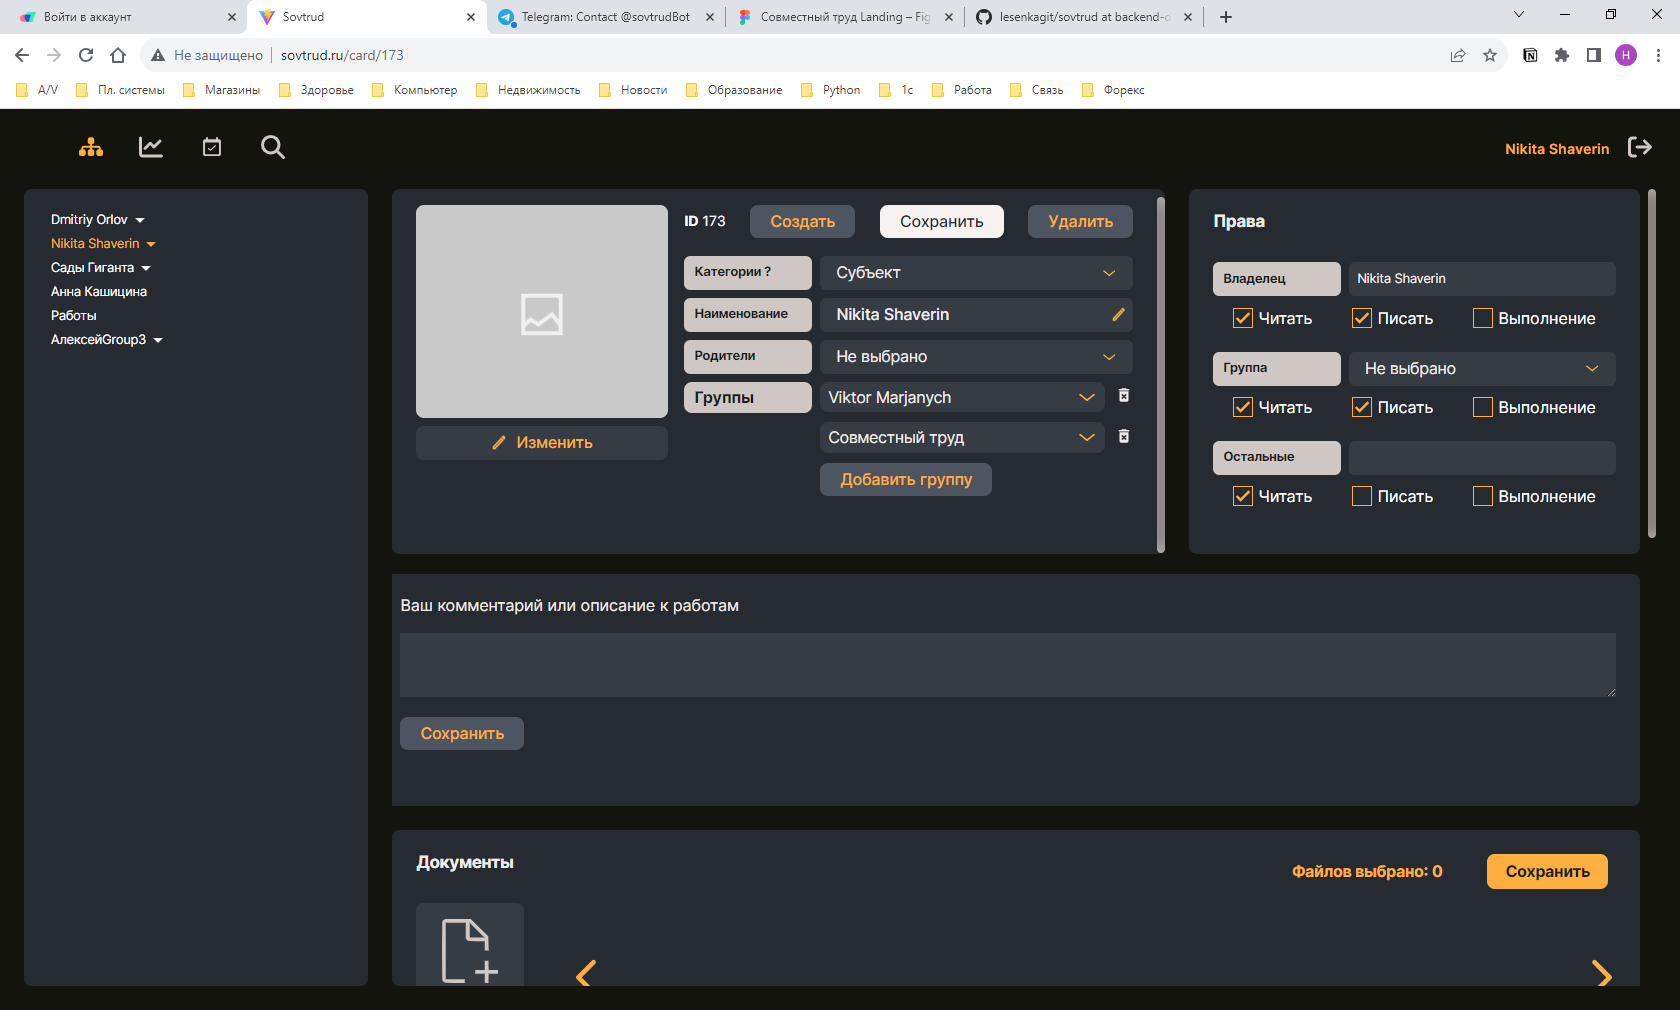 Войти в аккаунт
Sovtrud
Telegram: Contact @sovtrudBot
Совместный труд Landing – Fig
lesenkagit/sovtrud at backend-d
Не защищено
sovtrud.ru/card/173
N
H
A/V
Пл. системы
Магазины
Здоровье
Компьютер
Недвижимость
Новости
Образование
Python
1c
Работа
Связь
Форекс
Nikita Shaverin
Dmitriy Orlov
Nikita Shaverin
Сады Гиганта
Анна Кашицина
Работы
АлексейGroup3
ID 173
Создать
Сохранить
Удалить
Категории ?
Субъект
Наименование
Nikita Shaverin
Родители
Не выбрано
Группы
Viktor Marjanych
Совместный труд
Добавить группу
Изменить
Права
Владелец
Nikita Shaverin
Читать
Писать
Выполнение
Группа
Не выбрано
Читать
Писать
Выполнение
Остальные
Читать
Писать
Выполнение
Ваш комментарий или описание к работам
Сохранить
Документы
Файлов выбрано: 0
Сохранить